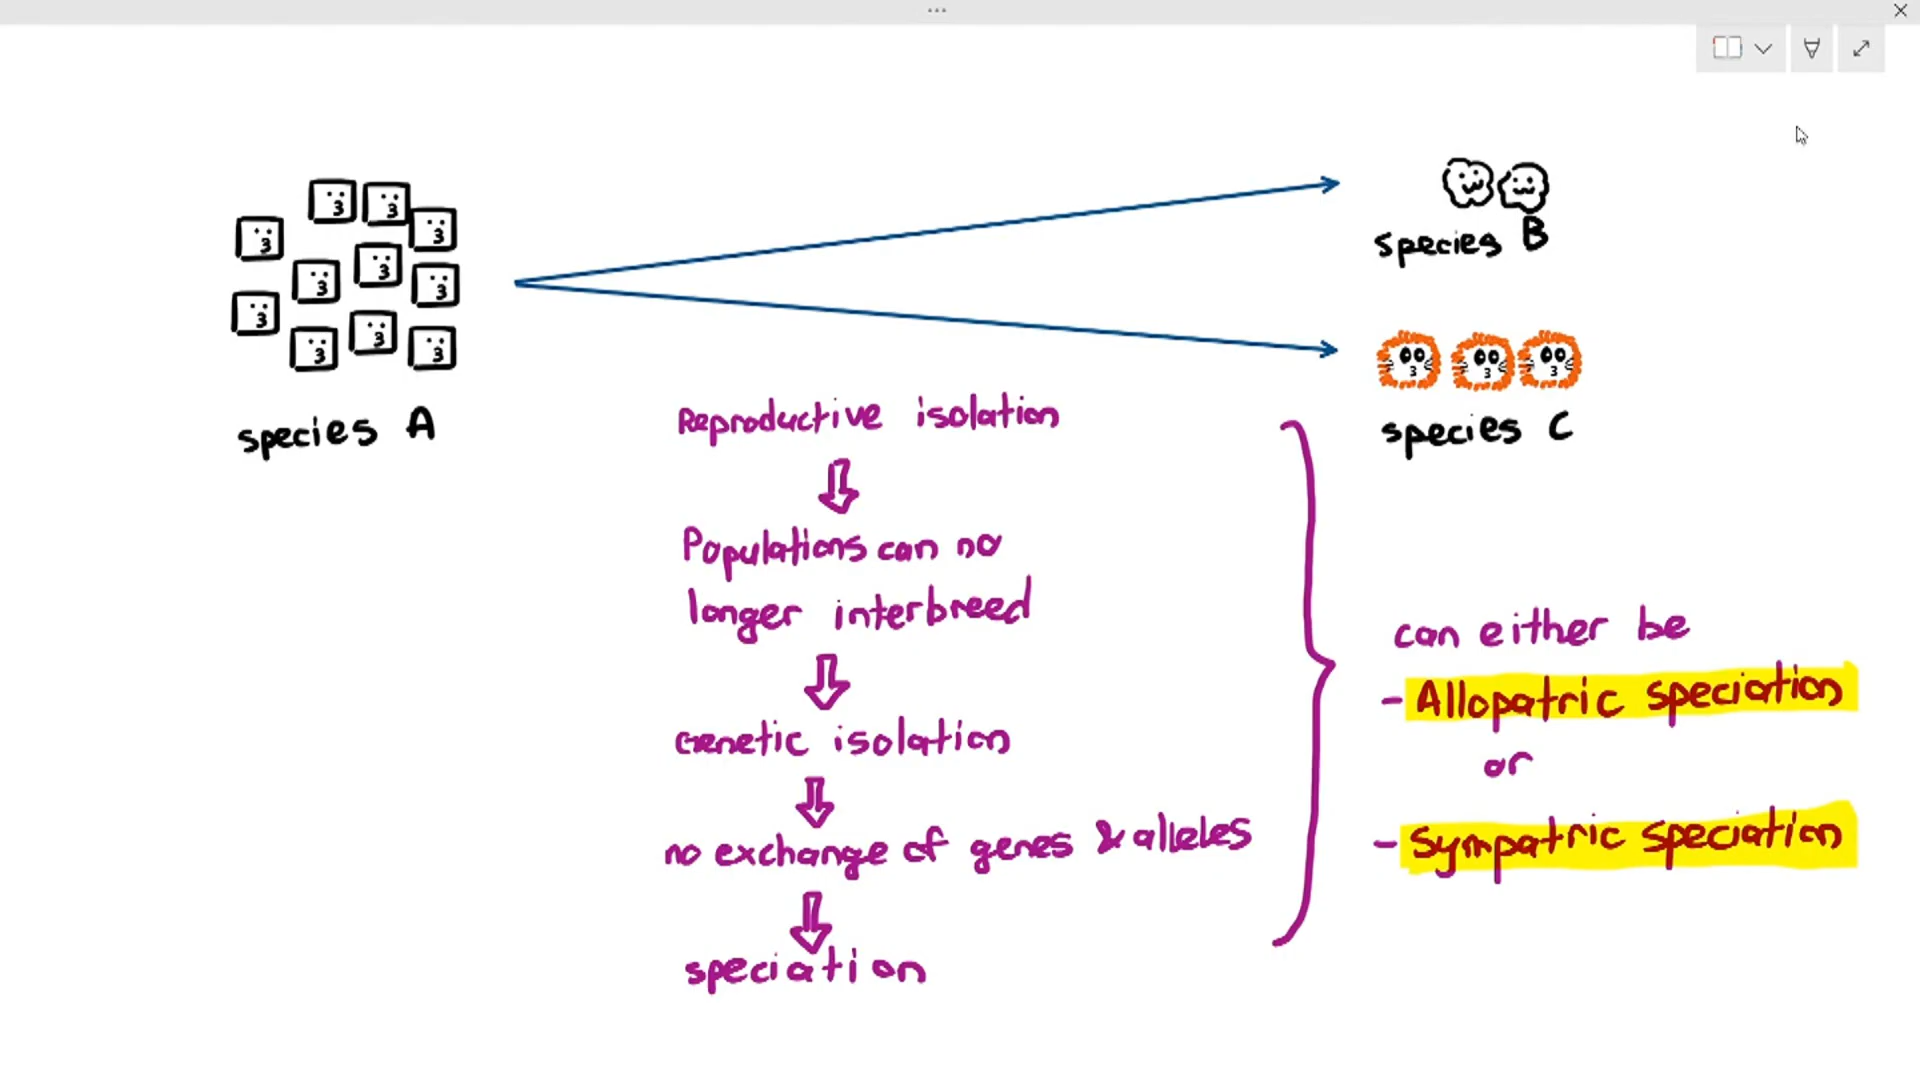 species A
species B
species C
Reproductive isolation
Populations can no
longer interbreed
Genetic isolation
no exchange of genes & alleles
speciation
can either be
- Allopatric speciation
or
- Sympatric speciation